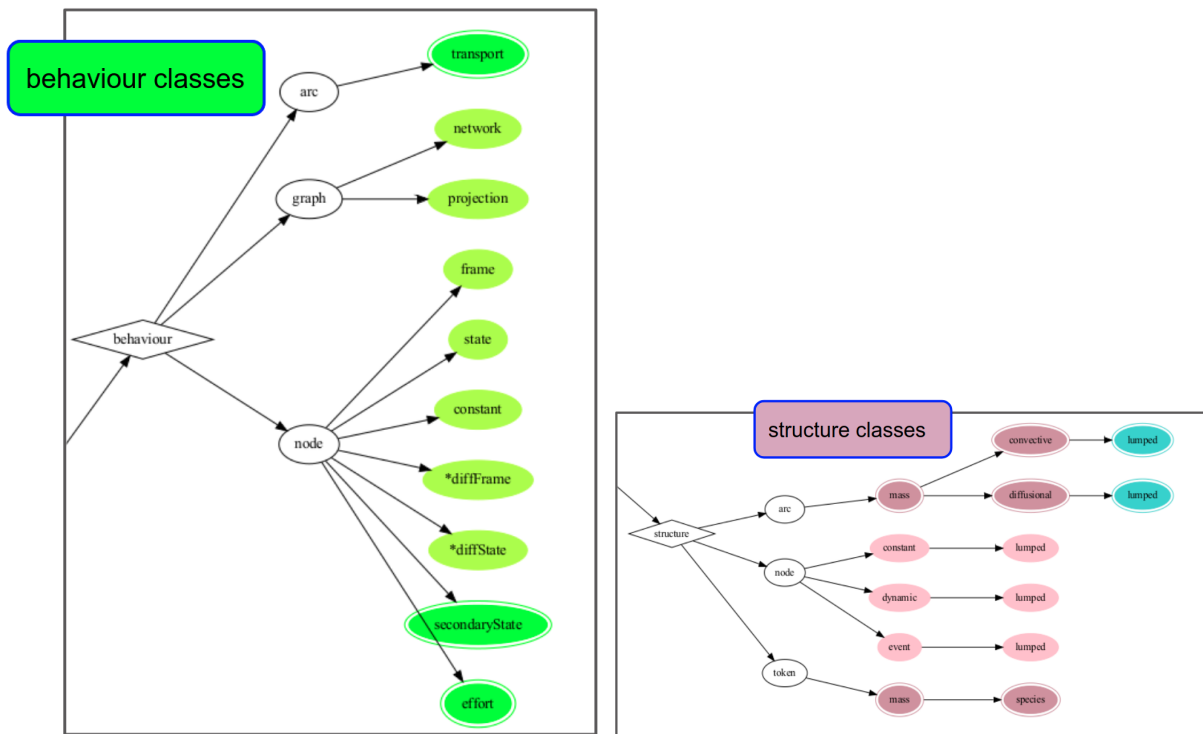 behaviour classes
transport
arc
network
graph
projection
frame
behaviour
state
constant
node
*diffFrame
*diffState
secondaryState
effort
structure classes
convective
lumped
arc
mass
diffusional
lumped
structure
constant
lumped
node
dynamic
lumped
event
lumped
token
mass
species